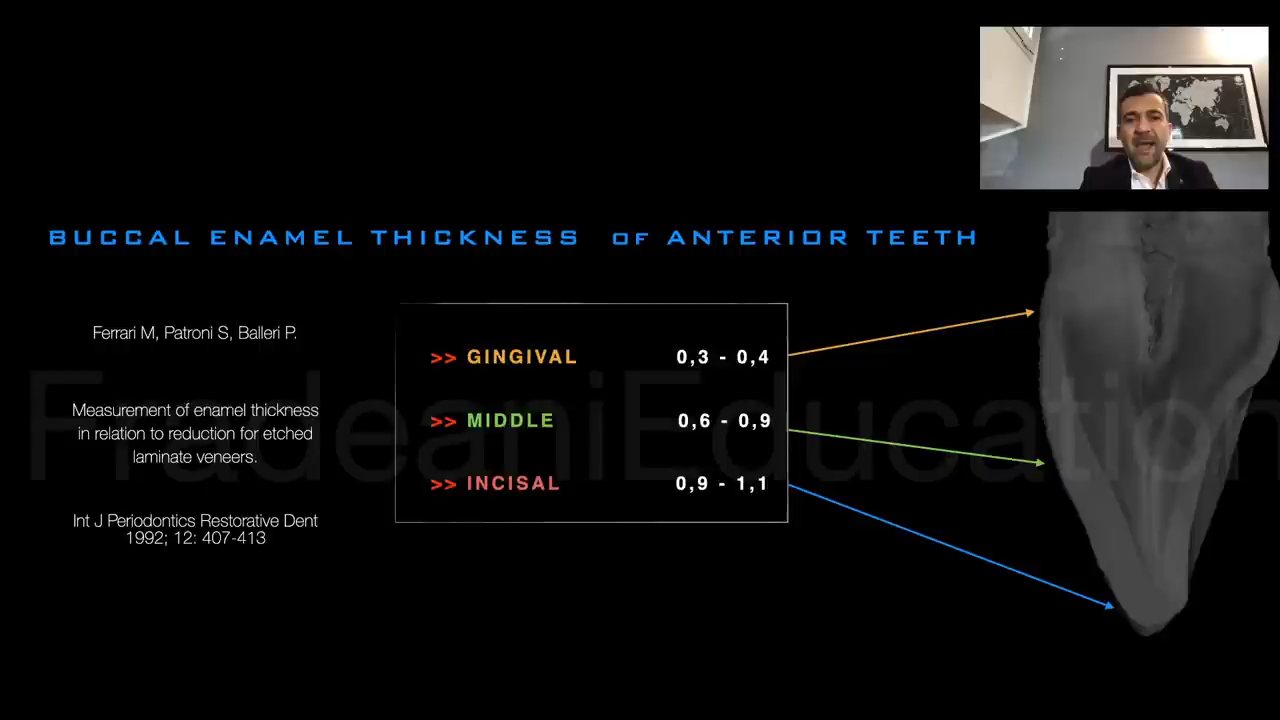 BUCCAL ENAMEL THICKNESS OF ANTERIOR TEETH
Ferrari M, Patroni S, Balleri P.
Measurement of enamel thickness
in relation to reduction for etched
laminate veneers.
Int J Periodontics Restorative Dent
1992; 12: 407-413
>> GINGIVAL 0,3 - 0,4
>> MIDDLE 0,6 - 0,9
>> INCISAL 0,9 - 1,1
FradeaniEducation